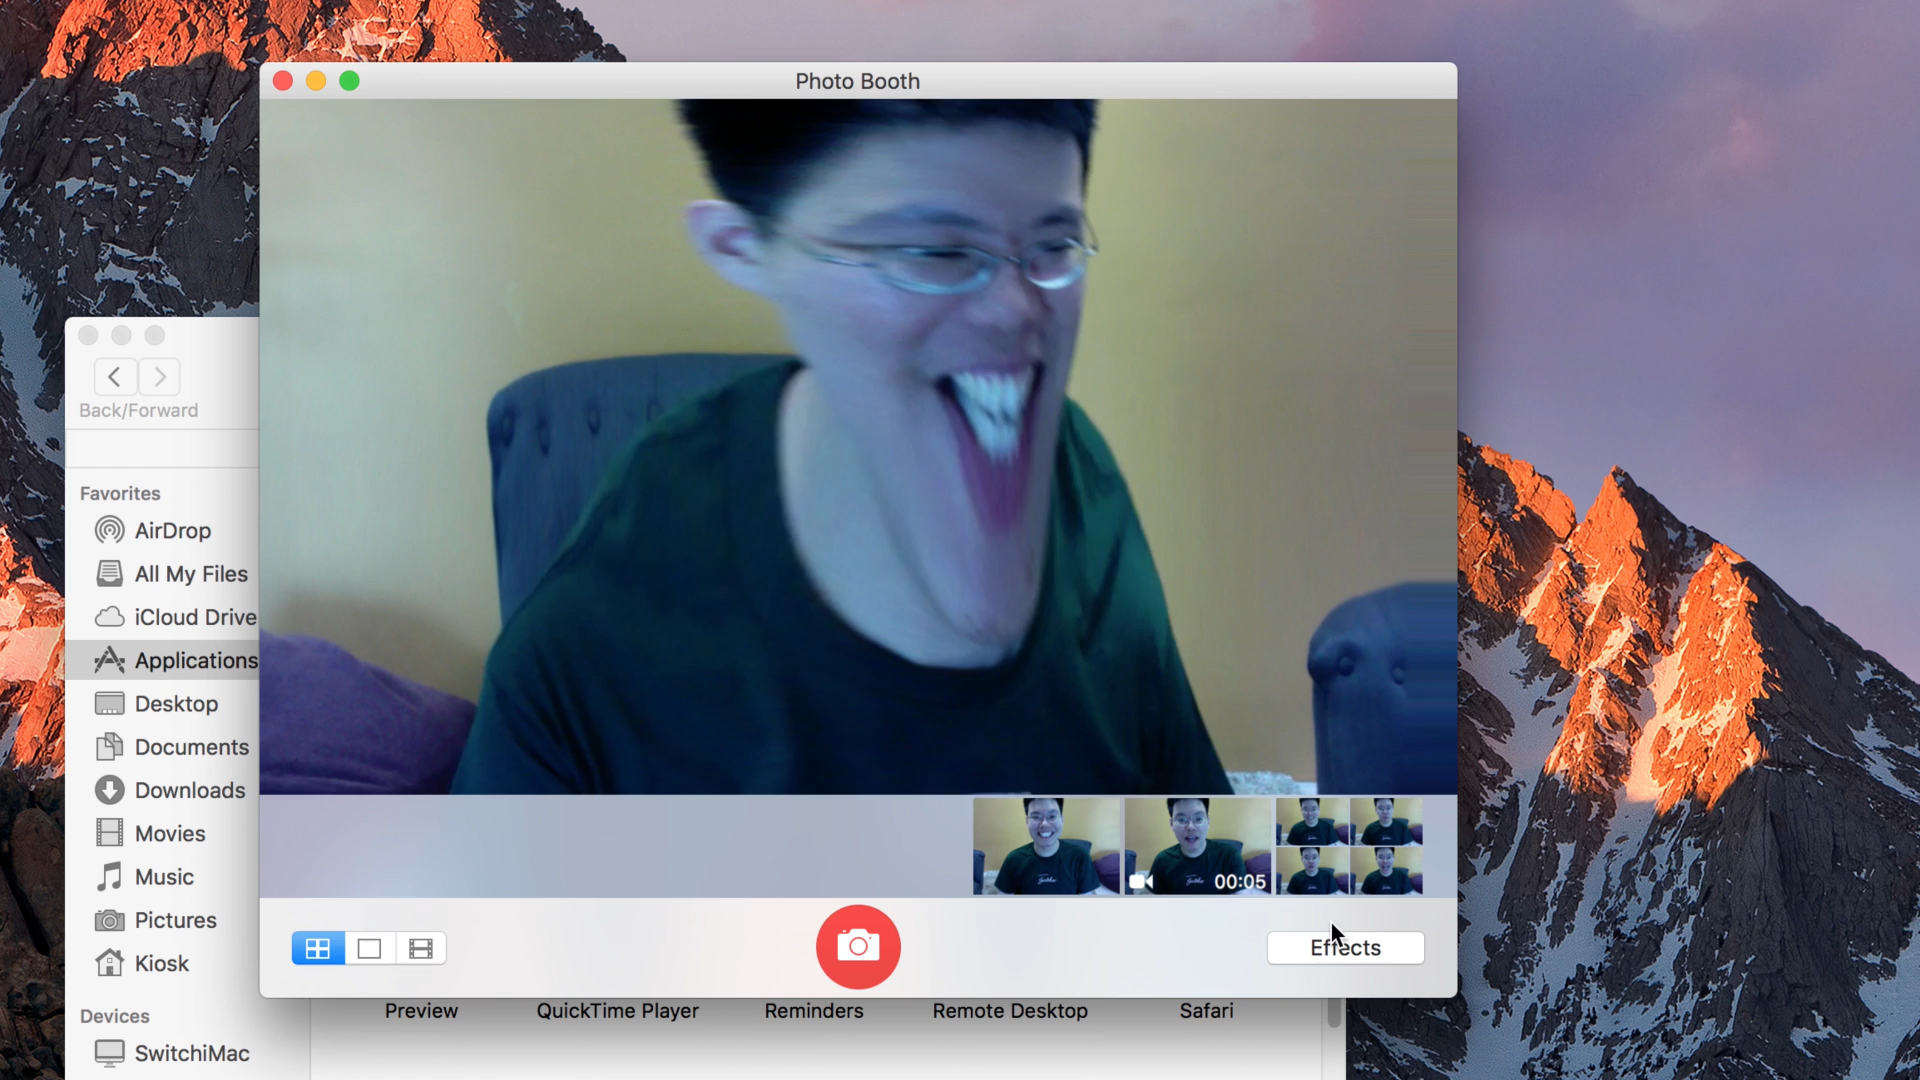 Photo Booth
Back/Forward
Favorites
AirDrop
All My Files
iCloud Drive
Applications
Desktop
Documents
Downloads
Movies
Music
Pictures
Kiosk
Devices
SwitchiMac
00:05
Effects
Preview
QuickTime Player
Reminders
Remote Desktop
Safari